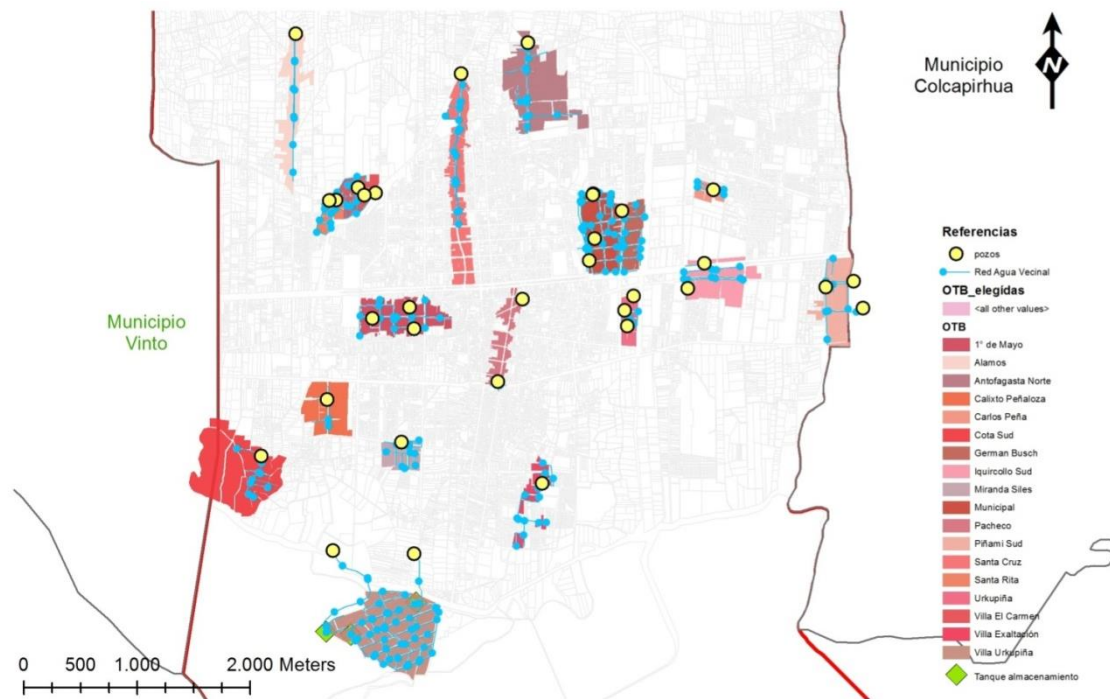 Municipio
Colcapirhua
N
Municipio
Vinto
Referencias
pozos
Red Agua Vecinal
OTB_elegídas
<all other values>
OTB
1° de Mayo
Alamos
Antofagasta Norte
Calixto Peñaloza
Carlos Peña
Cota Sud
German Busch
Iquircollo Sud
Miranda Siles
Municipal
Pacheco
Piñami Sud
Santa Cruz
Santa Rita
Urkupiña
Villa El Carmen
Villa Exaltación
Villa Urkupiña
Tanque almacenamiento
0 500 1.000 2.000 Meters